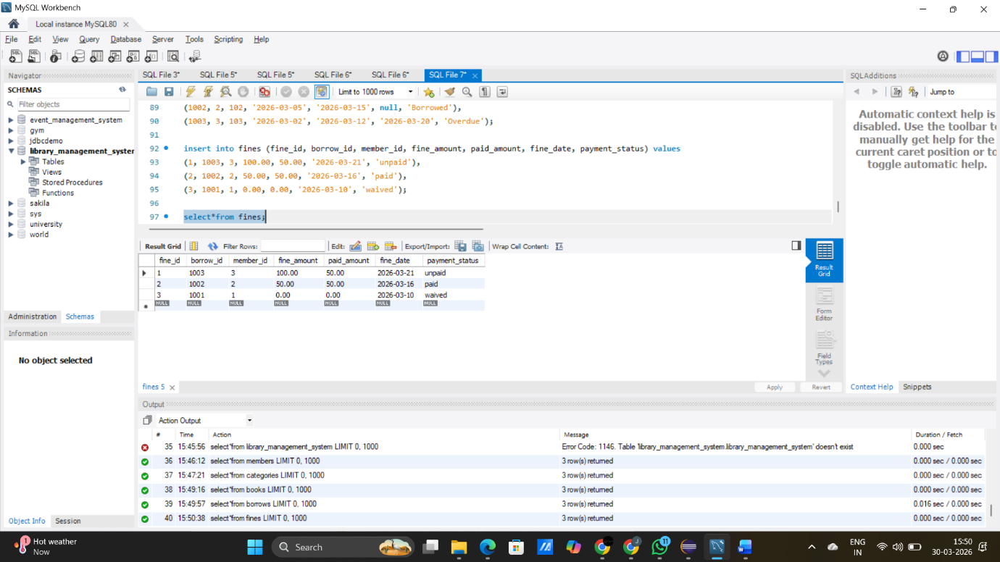 MySQL Workbench
Local instance MySQL80
File Edit View Query Database Server Tools Scripting Help
Navigator
SCHEMAS
Filter objects
event_management_system
gym
jdbcdemo
library_management_system
Tables
Views
Stored Procedures
Functions
sakila
sys
university
world
Administration Schemas
Information
No object selected
Object Info Session
SQL File 3* SQL File 5* SQL File 5* SQL File 6* SQL File 6* SQL File 7*
Limit to 1000 rows
89 (1002, 2, 102, '2026-03-05', '2026-03-15', null, 'Borrowed'),
90 (1003, 3, 103, '2026-03-02', '2026-03-12', '2026-03-20', 'Overdue');
91
92 insert into fines (fine_id, borrow_id, member_id, fine_amount, paid_amount, fine_date, payment_status) values
93 (1, 1003, 3, 100.00, 50.00, '2026-03-21', 'unpaid'),
94 (2, 1002, 2, 50.00, 50.00, '2026-03-16', 'paid'),
95 (3, 1001, 1, 0.00, 0.00, '2026-03-10', 'waived');
96
97 select*from fines;
Result Grid Filter Rows: Edit: Export/Import: Wrap Cell Content:
fine_id borrow_id member_id fine_amount paid_amount fine_date payment_status
1 1003 3 100.00 50.00 2026-03-21 unpaid
2 1002 2 50.00 50.00 2026-03-16 paid
3 1001 1 0.00 0.00 2026-03-10 waived
NULL NULL NULL NULL NULL NULL NULL
Result
Grid
Form
Editor
Field
Types
fines 5
Apply Revert
SQLAdditions
Jump to
Automatic context help is
disabled. Use the toolbar to
manually get help for the
current caret position or to
toggle automatic help.
Context Help Snippets
Output
Action Output
# Time Action Message Duration / Fetch
35 15:45:56 select*from library_management_system LIMIT 0, 1000 Error Code: 1146. Table 'library_management_system.library_management_system' doesn't exist 0.000 sec
36 15:46:12 select*from members LIMIT 0, 1000 3 row(s) returned 0.000 sec / 0.000 sec
37 15:47:21 select*from categories LIMIT 0, 1000 3 row(s) returned 0.000 sec / 0.000 sec
38 15:49:16 select*from books LIMIT 0, 1000 3 row(s) returned 0.000 sec / 0.000 sec
39 15:49:57 select*from borrows LIMIT 0, 1000 3 row(s) returned 0.016 sec / 0.000 sec
40 15:50:38 select*from fines LIMIT 0, 1000 3 row(s) returned 0.000 sec / 0.000 sec
1
Hot weather
Now
Search
11
ENG
IN
15:50
30-03-2026